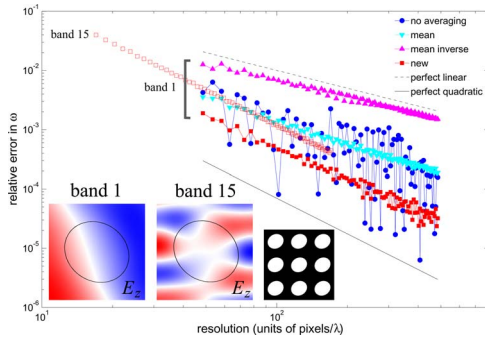 10⁻¹
10⁻²
10⁻³
10⁻⁴
10⁻⁵
10⁻⁶
relative error in ω
band 15
band 1
no averaging
mean
mean inverse
new
perfect linear
perfect quadratic
band 1
band 15
E_z
E_z
10¹
10²
resolution (units of pixels/λ)